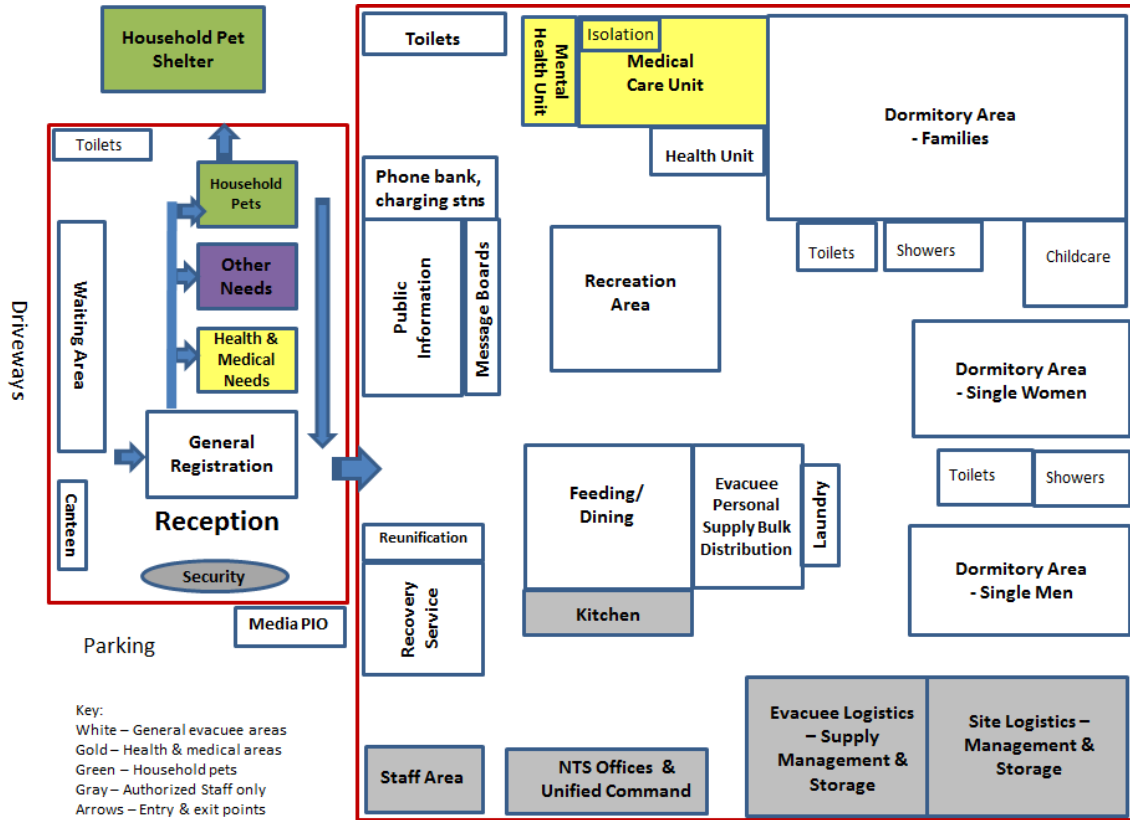 Household Pet
Shelter
Toilets
Household
Pets
Other
Needs
Health &
Medical
Needs
Waiting Area
General
Registration
Canteen
Reception
Security
Driveways
Media PIO
Parking
Key:
White – General evacuee areas
Gold – Health & medical areas
Green – Household pets
Gray – Authorized Staff only
Arrows – Entry & exit points
Toilets
Mental
Health Unit
Isolation
Medical
Care Unit
Health Unit
Dormitory Area
- Families
Phone bank,
charging stns
Public
Information
Message Boards
Recreation
Area
Toilets
Showers
Childcare
Dormitory Area
- Single Women
Toilets
Showers
Dormitory Area
- Single Men
Feeding/
Dining
Evacuee
Personal
Supply Bulk
Distribution
Laundry
Kitchen
Reunification
Recovery
Service
Staff Area
NTS Offices &
Unified Command
Evacuee Logistics
– Supply
Management &
Storage
Site Logistics –
Management &
Storage